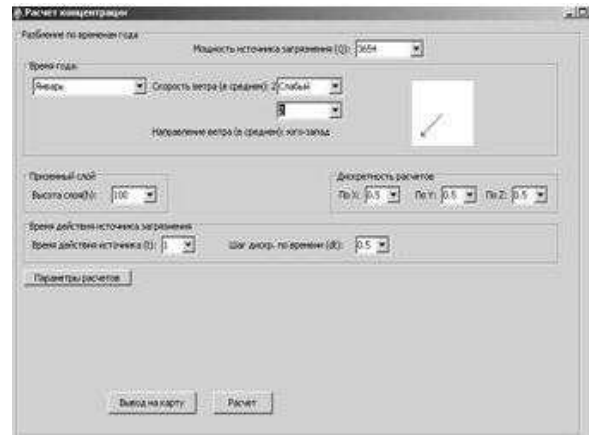 Расчет концентрации
Разбиение по временам года
Мощность источника загрязнения (Q): 3654
Время года
Январь Скорость ветра (в среднем): 2 Слабый
Направление ветра (в среднем): юго-запад
Приземный слой
Высота слоя(h): 100
Дискретность расчетов
По X: 0.5 По Y: 0.5 По Z: 0.5
Время действия источника загрязнения
Время действия источника (t): 1 Шаг дискр. по времени (dt): 0.5
Параметры расчетов
Вывод на карту Расчет